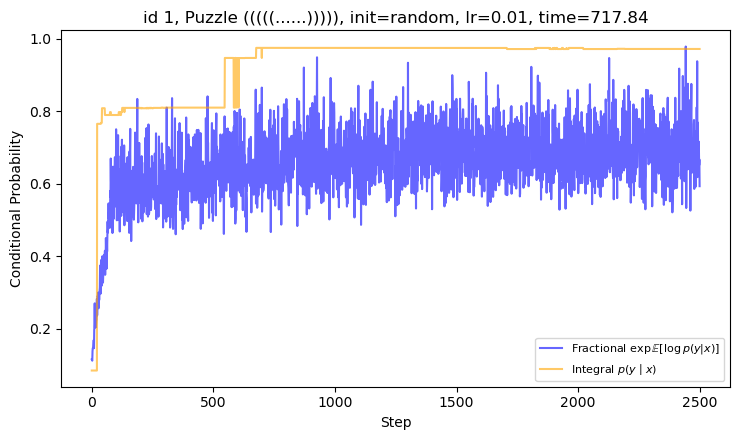 id 1, Puzzle (((((......))))), init=random, lr=0.01, time=717.84
Conditional Probability
1.0
0.8
0.6
0.4
0.2
Fractional exp𝔼[log p(y|x)]
Integral p(y | x)
0
500
1000
1500
2000
2500
Step